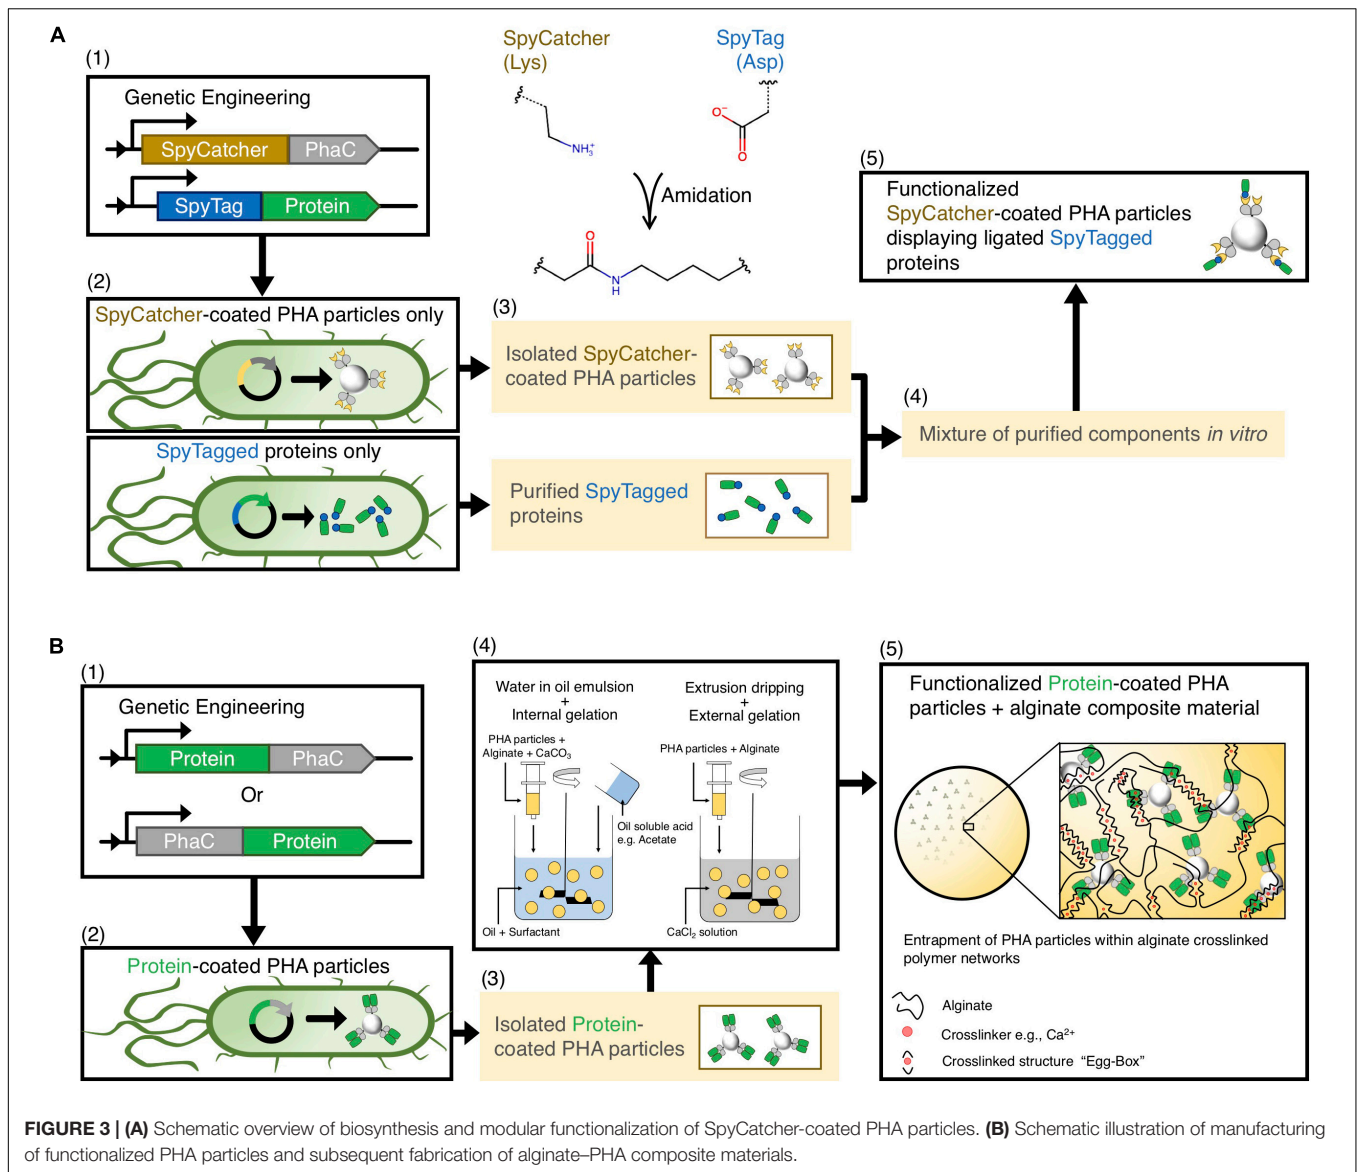 A
(1)
Genetic Engineering
SpyCatcher PhaC
SpyTag Protein
SpyCatcher
(Lys)
SpyTag
(Asp)
NH3+
O-
O
Amidation
O
N
H
(2)
SpyCatcher-coated PHA particles only
SpyTagged proteins only
(3)
Isolated SpyCatcher-
coated PHA particles
Purified SpyTagged
proteins
(4)
Mixture of purified components in vitro
(5)
Functionalized
SpyCatcher-coated PHA particles
displaying ligated SpyTagged
proteins
B
(1)
Genetic Engineering
Protein PhaC
Or
PhaC Protein
(2)
Protein-coated PHA particles
(3)
Isolated Protein-
coated PHA particles
(4)
Water in oil emulsion
+
Internal gelation
PHA particles +
Alginate + CaCO3
Oil soluble acid
e.g. Acetate
Oil + Surfactant
Extrusion dripping
+
External gelation
PHA particles + Alginate
CaCl2 solution
(5)
Functionalized Protein-coated PHA
particles + alginate composite material
Entrapment of PHA particles within alginate crosslinked
polymer networks
Alginate
Crosslinker e.g., Ca2+
Crosslinked structure “Egg-Box”
FIGURE 3 | (A) Schematic overview of biosynthesis and modular functionalization of SpyCatcher-coated PHA particles. (B) Schematic illustration of manufacturing
of functionalized PHA particles and subsequent fabrication of alginate–PHA composite materials.